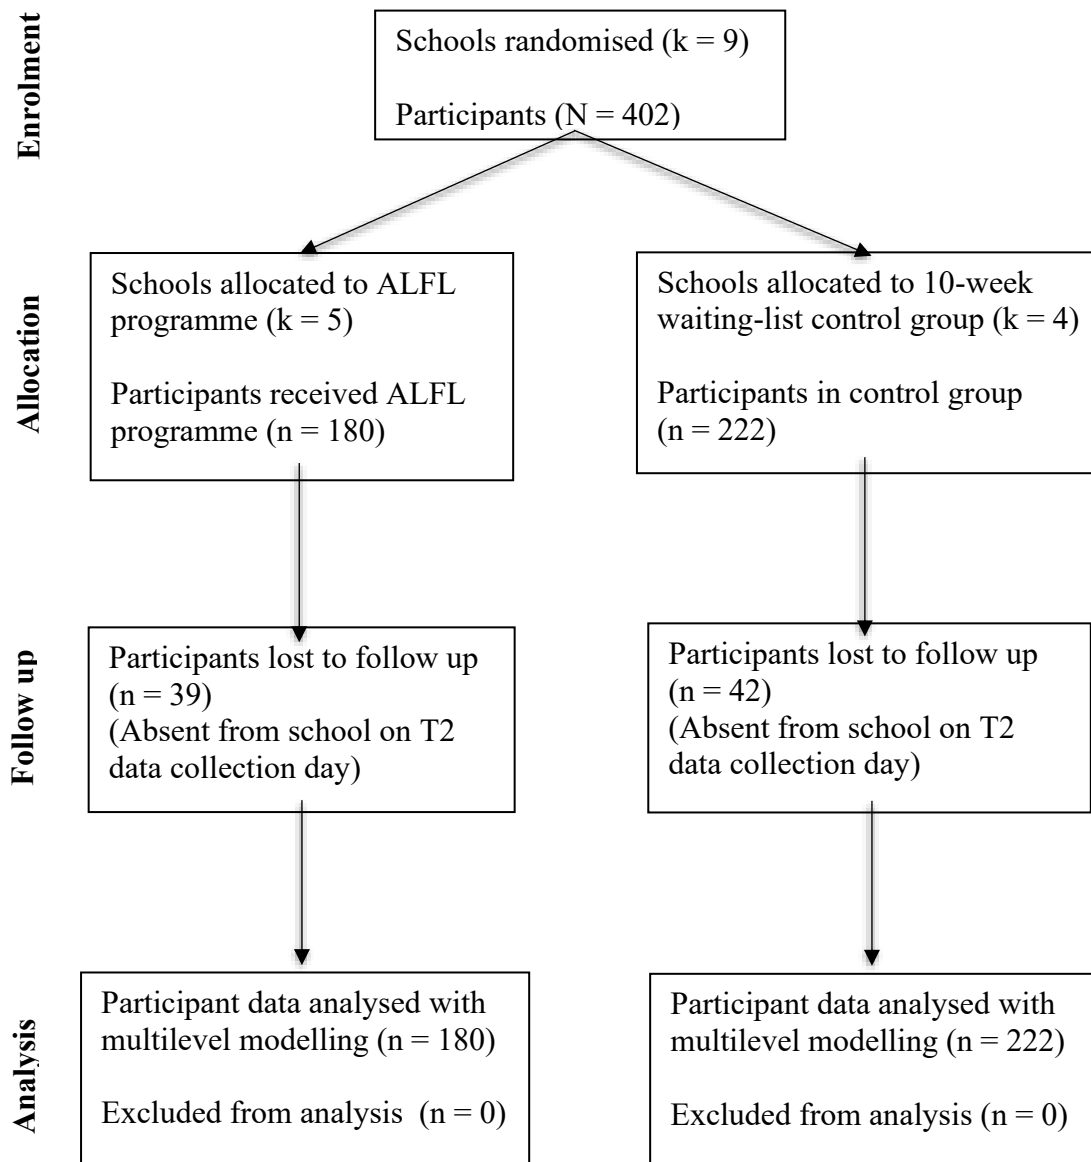 Enrolment
Schools randomised (k = 9)
Participants (N = 402)
Allocation
Schools allocated to ALFL
programme (k = 5)
Participants received ALFL
programme (n = 180)
Schools allocated to 10-week
waiting-list control group (k = 4)
Participants in control group
(n = 222)
Follow up
Participants lost to follow up
(n = 39)
(Absent from school on T2
data collection day)
Participants lost to follow up
(n = 42)
(Absent from school on T2
data collection day)
Analysis
Participant data analysed with
multilevel modelling (n = 180)
Excluded from analysis  (n = 0)
Participant data analysed with
multilevel modelling (n = 222)
Excluded from analysis (n = 0)